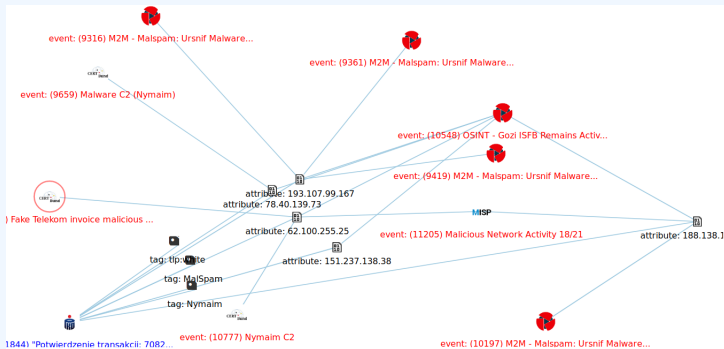 event: (9316) M2M - Malspam: Ursnif Malware...
event: (9361) M2M - Malspam: Ursnif Malware...
event: (9659) Malware C2 (Nymaim)
event: (10548) OSINT - Gozi ISFB Remains Activ...
event: (9419) M2M - Malspam: Ursnif Malware...
attribute: 193.107.99.167
attribute: 78.40.139.73
) Fake Telekom invoice malicious ...
MISP
attribute: 62.100.255.25
event: (11205) Malicious Network Activity 18/21
attribute: 188.138.1
tag: tlp:white
attribute: 151.237.138.38
tag: MalSpam
tag: Nymaim
event: (10777) Nymaim C2
1844) "Potwierdzenie transakcji: 7082...
event: (10197) M2M - Malspam: Ursnif Malware...